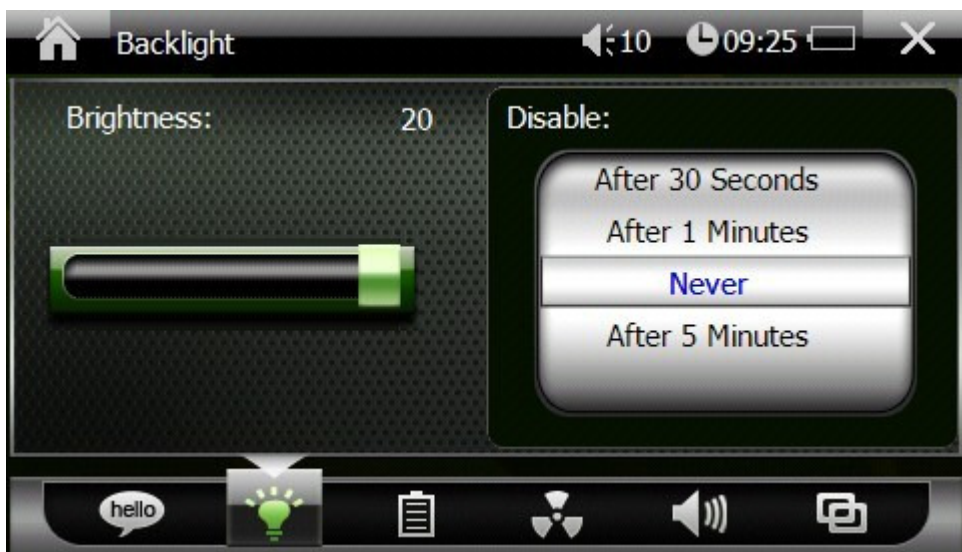 Backlight 10 09:25
Brightness: 20 Disable:
After 30 Seconds
After 1 Minutes
Never
After 5 Minutes
hello